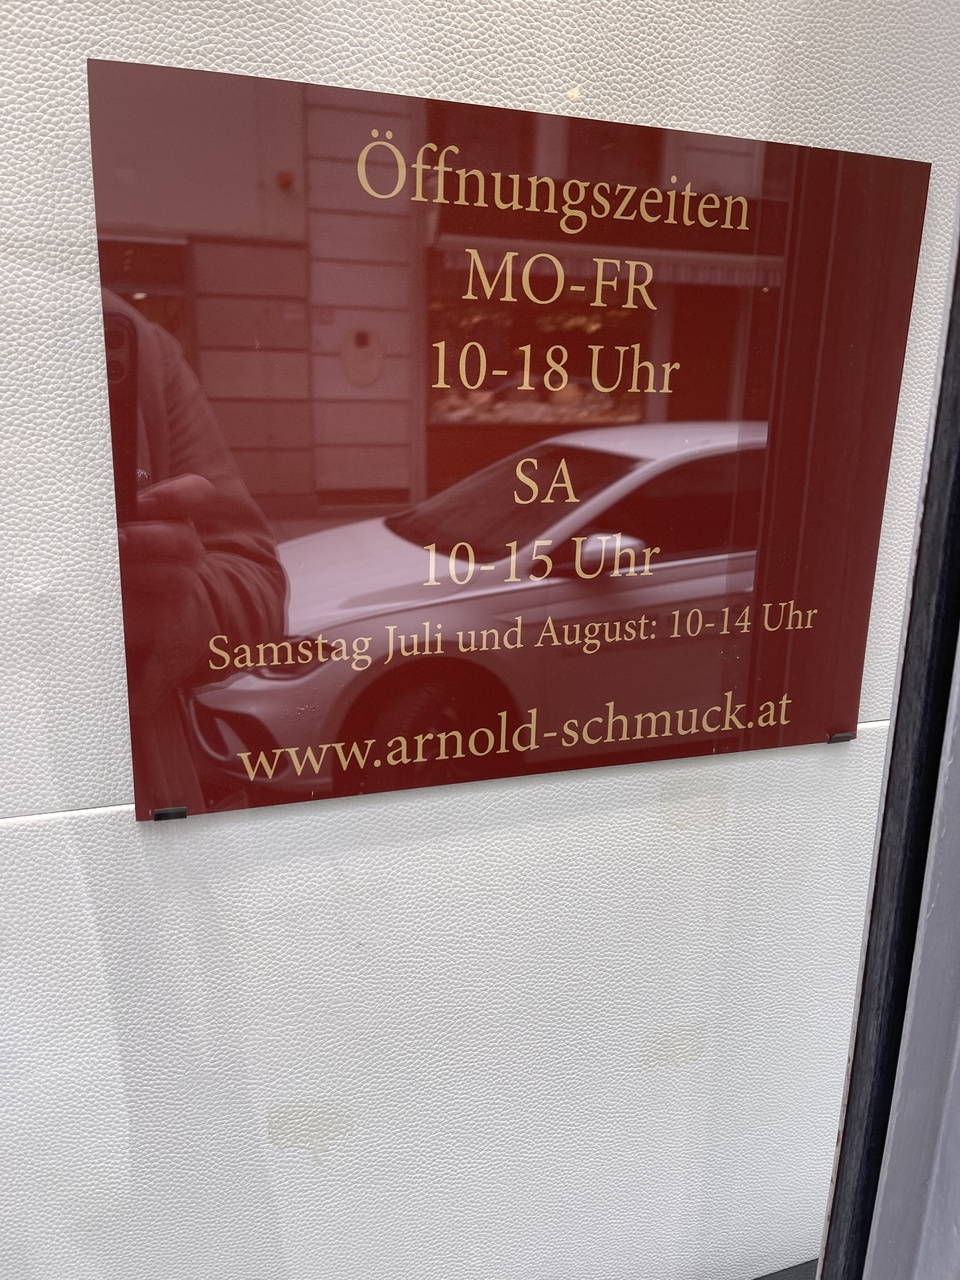 Öffnungszeiten
MO-FR
10-18 Uhr
SA
10-15 Uhr
Samstag Juli und August: 10-14 Uhr
www.arnold-schmuck.at